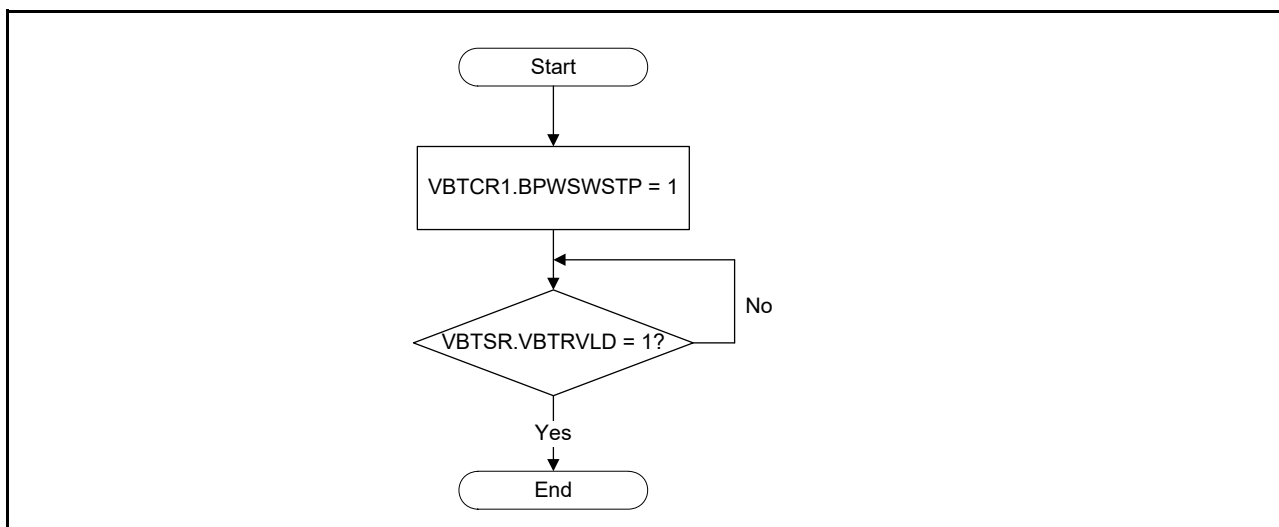 Start
VBTCR1.BPWSWSTP = 1
VBTSR.VBTRVLD = 1?
No
Yes
End